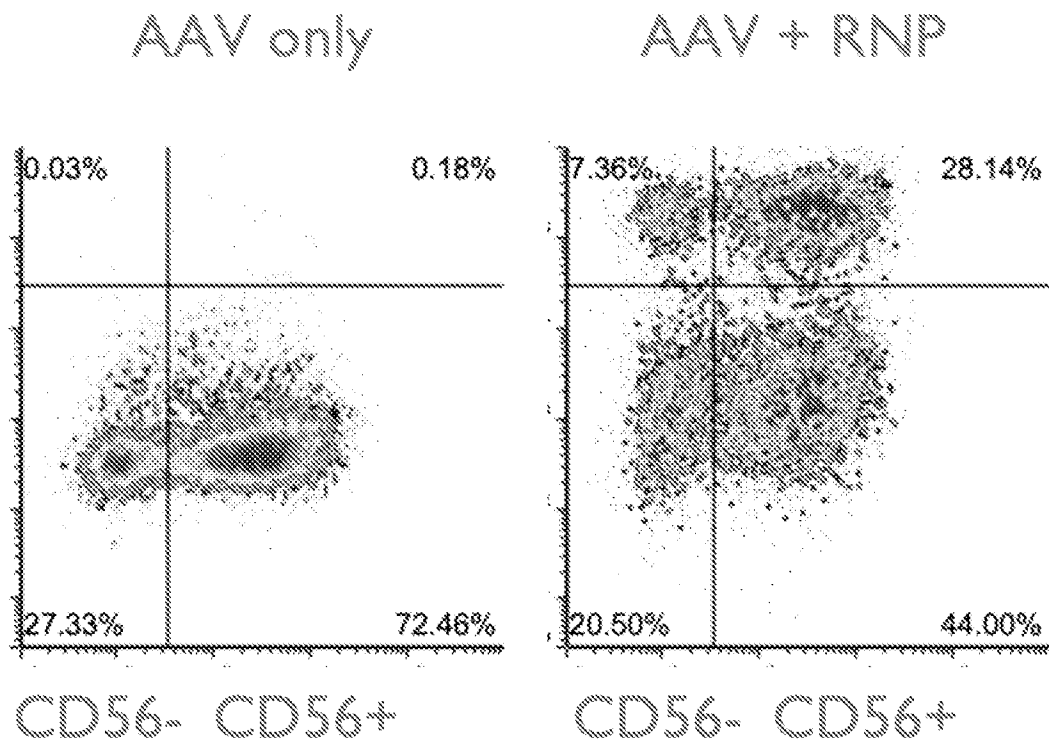 AAV only AAV + RNP
0.03% 0.18% 7.36% 28.14%
27.33% 72.46% 20.50% 44.00%
CD56- CD56+ CD56- CD56+